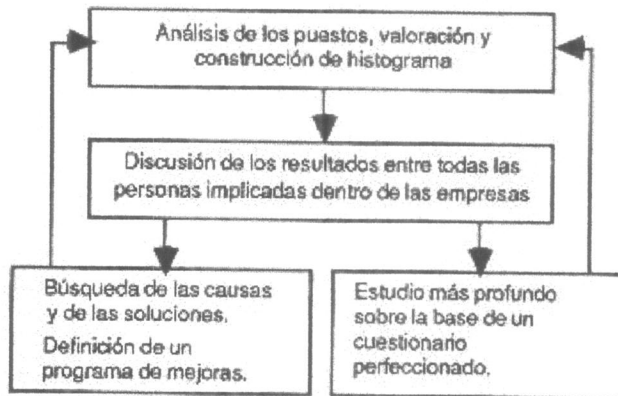 Análisis de los puestos, valoración y
construcción de histograma
Discusión de los resultados entre todas las
personas implicadas dentro de las empresas
Búsqueda de las causas
y de las soluciones.
Definición de un
programa de mejoras.
Estudio más profundo
sobre la base de un
cuestionario
perfeccionado.